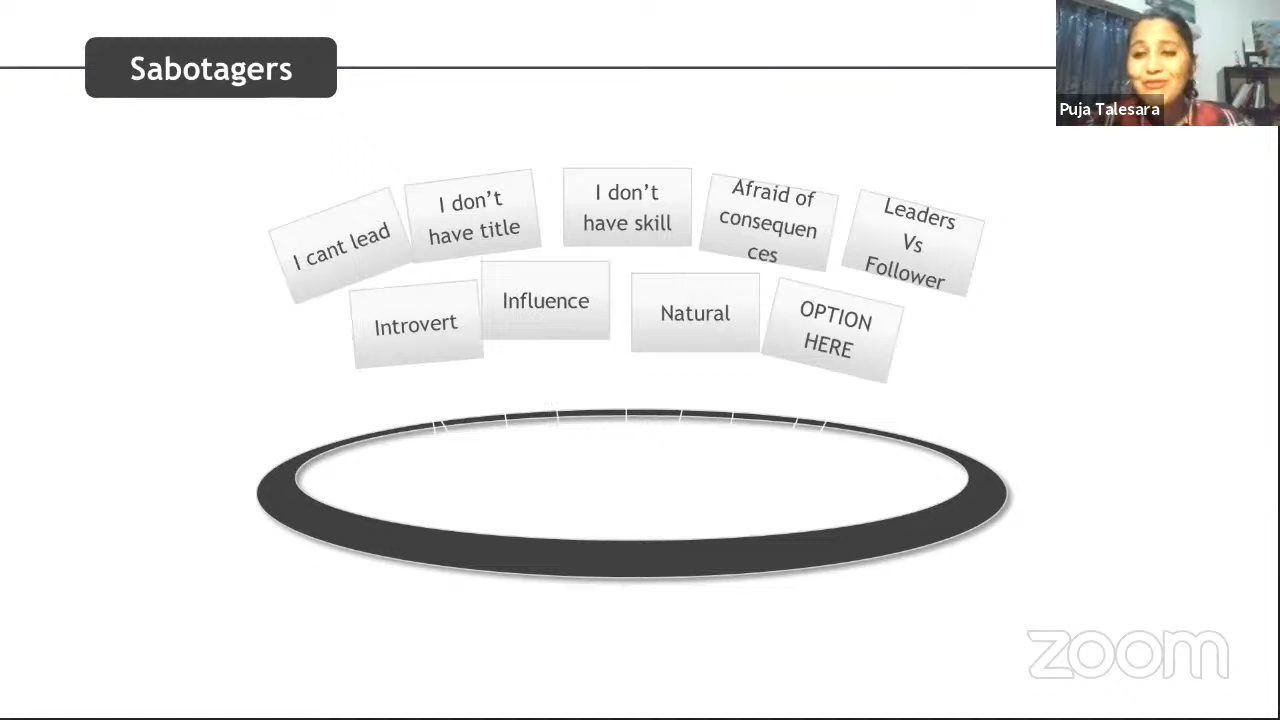 Sabotagers
Puja Talesara
I cant lead
I don't
have title
I don't
have skill
Afraid of
consequen
ces
Leaders
Vs
Follower
Introvert
Influence
Natural
OPTION
HERE
zoom